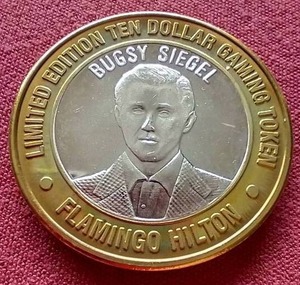 LIMITED EDITION TEN DOLLAR GAMING TOKEN
BUGSY SIEGEL
FLAMINGO HILTON